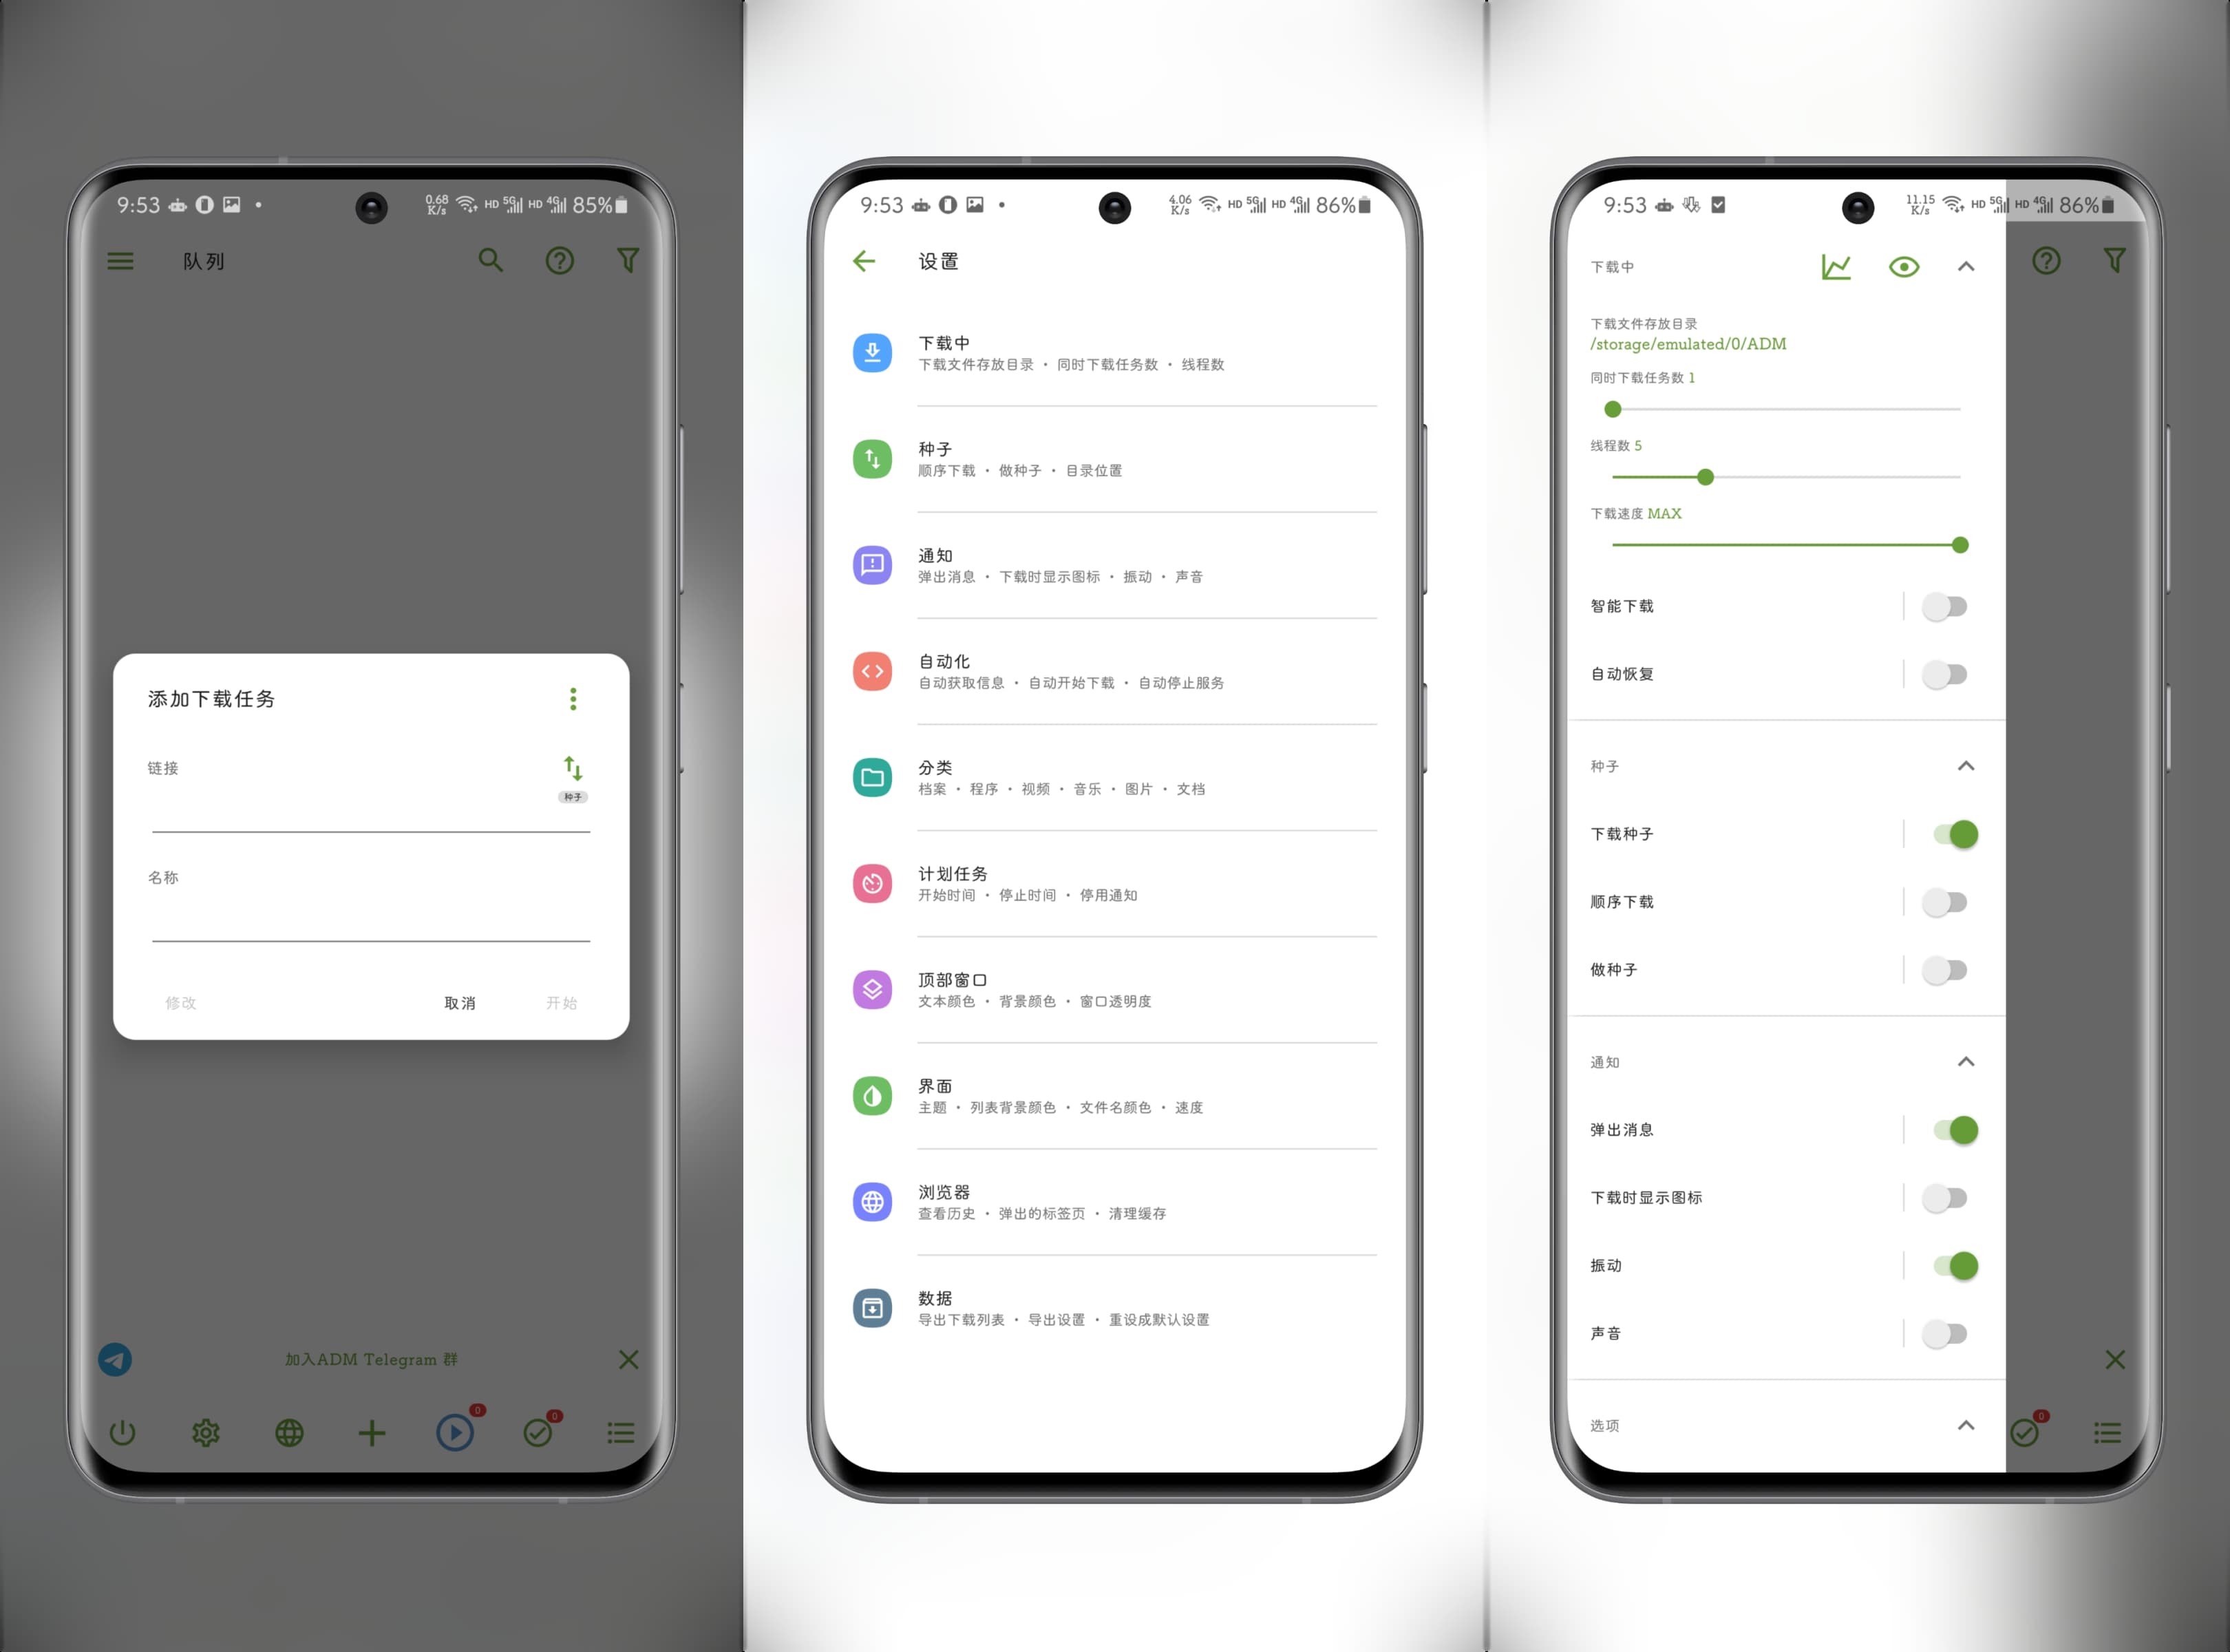 9:53
0.68 K/s HD 5G HD 4G 85%
队列
添加下载任务
链接
种子
名称
修改 取消 开始
加入ADM Telegram 群
0 0
9:53
4.06 K/s HD 5G HD 4G 86%
设置
下载中
下载文件存放目录 · 同时下载任务数 · 线程数
种子
顺序下载 · 做种子 · 目录位置
通知
弹出消息 · 下载时显示图标 · 振动 · 声音
自动化
自动获取信息 · 自动开始下载 · 自动停止服务
分类
档案 · 程序 · 视频 · 音乐 · 图片 · 文档
计划任务
开始时间 · 停止时间 · 停用通知
顶部窗口
文本颜色 · 背景颜色 · 窗口透明度
界面
主题 · 列表背景颜色 · 文件名颜色 · 速度
浏览器
查看历史 · 弹出的标签页 · 清理缓存
数据
导出下载列表 · 导出设置 · 重设成默认设置
9:53
11.15 K/s HD 5G HD 4G 86%
下载中
下载文件存放目录
/storage/emulated/0/ADM
同时下载任务数 1
线程数 5
下载速度 MAX
智能下载
自动恢复
种子
下载种子
顺序下载
做种子
通知
弹出消息
下载时显示图标
振动
声音
选项
0